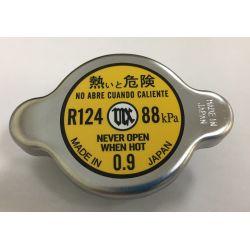 熱いと危険
NO ABRE CUANDO CALIENTE
R124 88kPa
NEVER OPEN
WHEN HOT
MADE IN 0.9 JAPAN
MADE IN
JAPAN